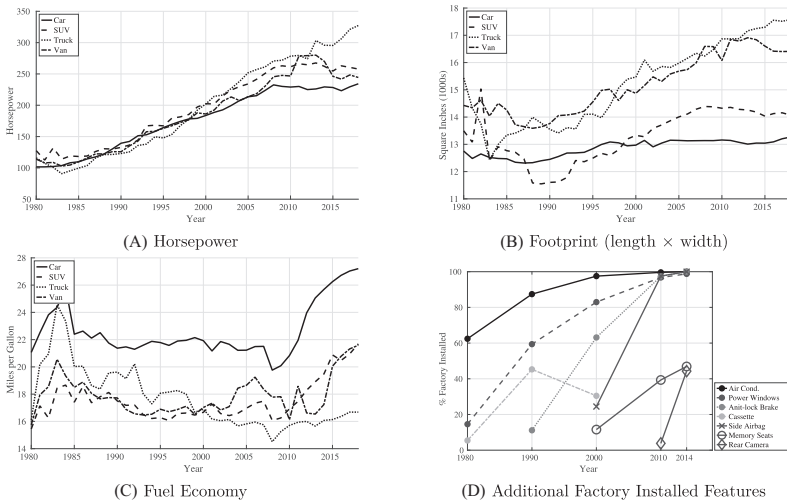 350
300
250
200
150
100
50
Horsepower
Car
SUV
Truck
Van
1980
1985
1990
1995
2000
2005
2010
2015
Year
(A) Horsepower
18
17
16
15
14
13
12
11
Square Inches (1000s)
Car
SUV
Truck
Van
1980
1985
1990
1995
2000
2005
2010
2015
Year
(B) Footprint (length × width)
28
26
24
22
20
18
16
14
Miles per Gallon
Car
SUV
Truck
Van
1980
1985
1990
1995
2000
2005
2010
2015
Year
(C) Fuel Economy
100
80
60
40
20
0
% Factory Installed
1980
1990
2000
2010
2014
Year
Air Cond.
Power Windows
Anit-lock Brake
Cassette
Side Airbag
Memory Seats
Rear Camera
(D) Additional Factory Installed Features